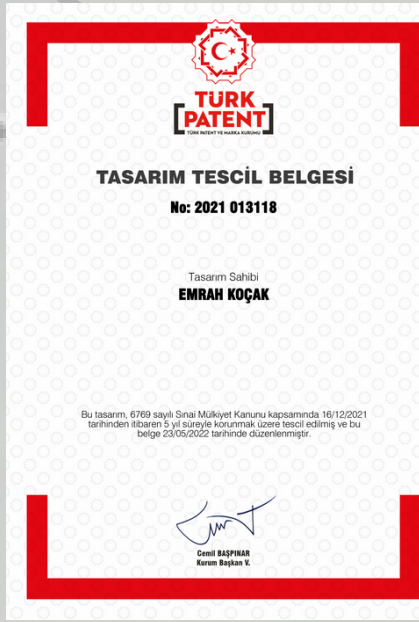 TÜRK
PATENT
TÜRK PATENT VE MARKA KURUMU
TASARIM TESCİL BELGESİ
No: 2021 013118
Tasarım Sahibi
EMRAH KOÇAK
Bu tasarım, 6769 sayılı Sınai Mülkiyet Kanunu kapsamında 16/12/2021
tarihinden itibaren 5 yıl süreyle korunmak üzere tescil edilmiş ve bu
belge 23/05/2022 tarihinde düzenlenmiştir.
Cemil BAŞPINAR
Kurum Başkan V.